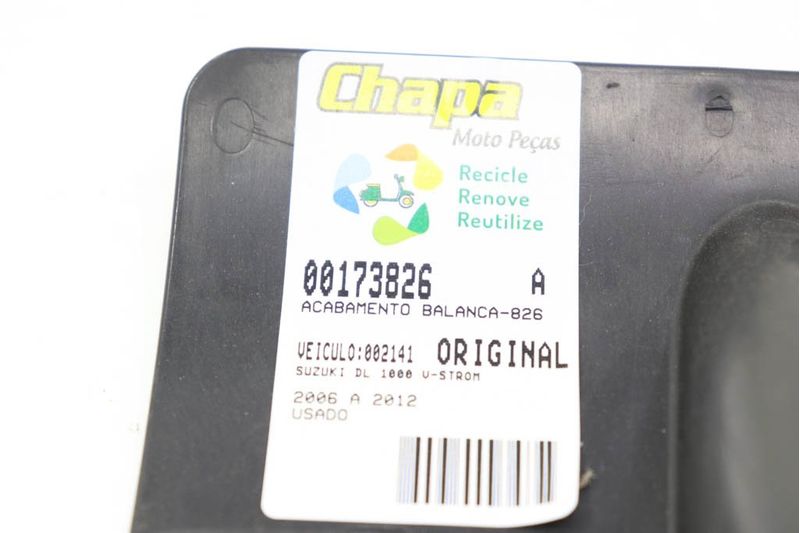 Chapa
Moto Peças
Recicle
Renove
Reutilize
00173826 A
ACABAMENTO BALANCA-826
VEICULO:002141 ORIGINAL
SUZUKI DL 1000 V-STROM
2006 A 2012
USADO